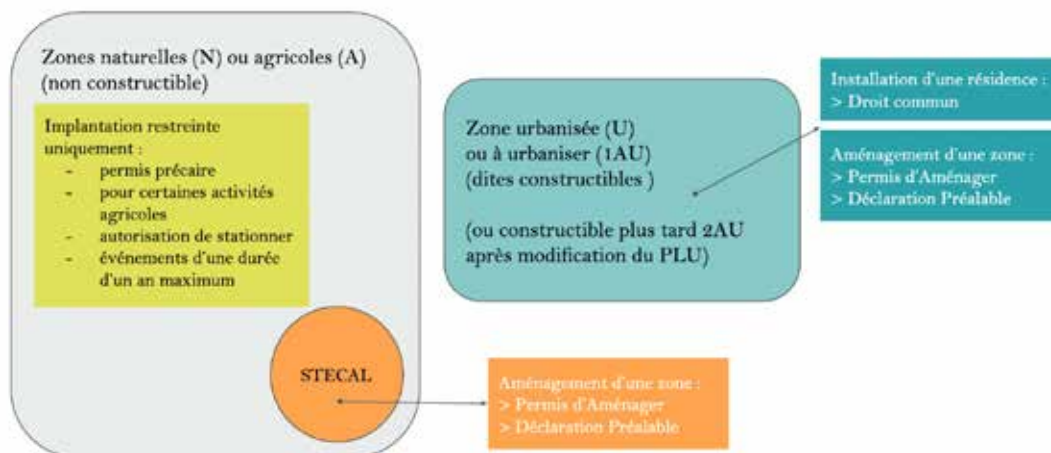 Zones naturelles (N) ou agricoles (A)
(non constructible)
Implantation restreinte
uniquement :
- permis précaire
- pour certaines activités
agricoles
- autorisation de stationner
- événements d'une durée
d'un an maximum
STECAL
Zone urbanisée (U)
ou à urbaniser (1AU)
(dites constructibles )
(ou constructible plus tard 2AU
après modification du PLU)
Installation d'une résidence :
> Droit commun
Aménagement d'une zone :
> Permis d'Aménager
> Déclaration Préalable
Aménagement d'une zone :
> Permis d'Aménager
> Déclaration Préalable